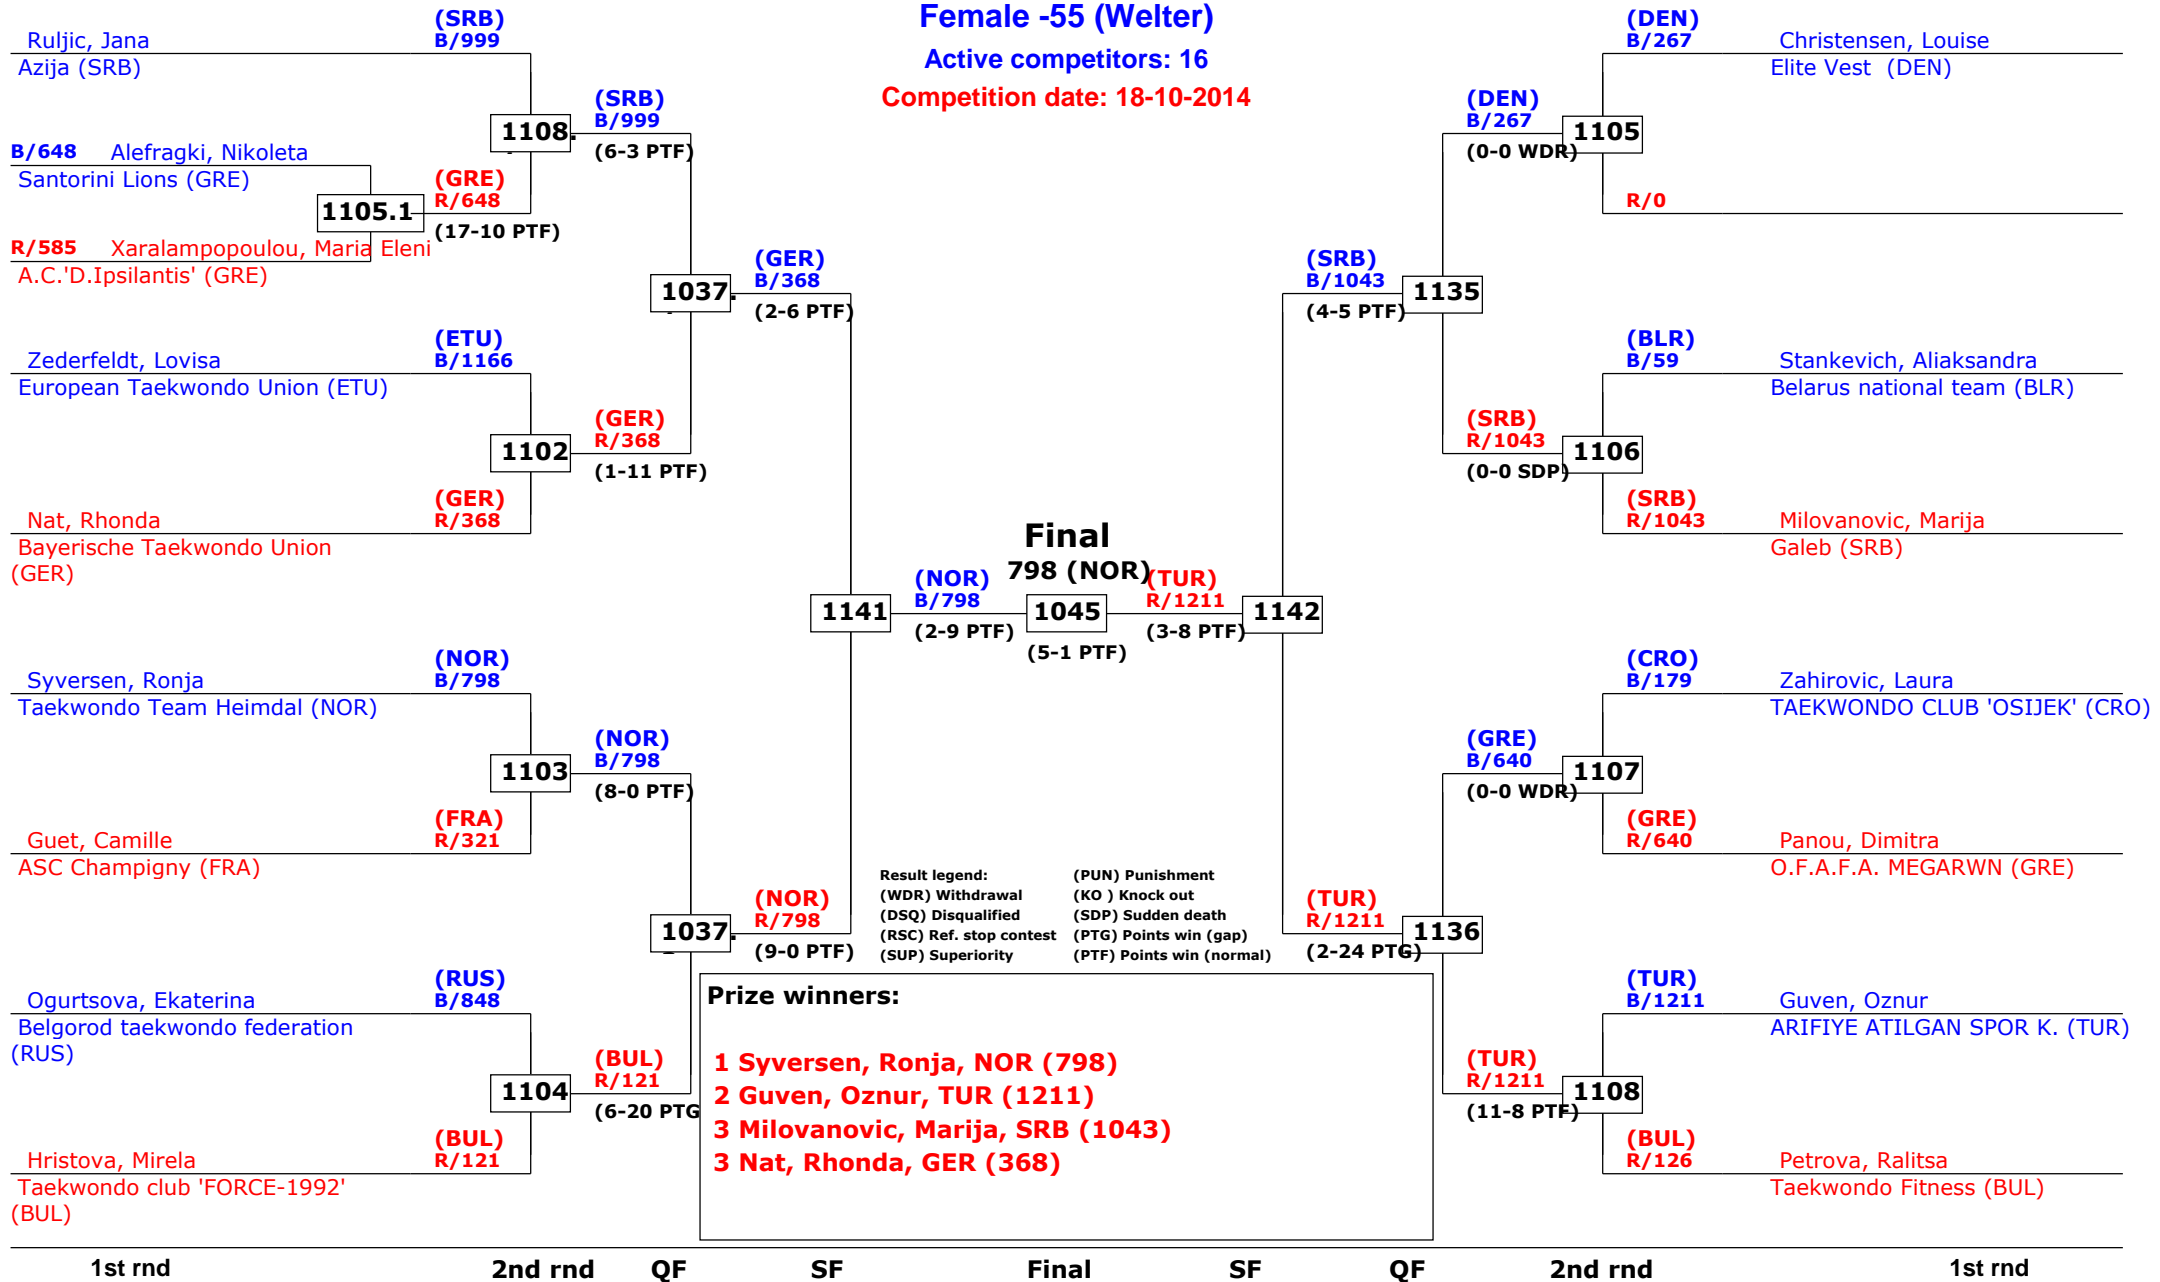 Female -55 (Welter)
Active competitors: 16
Competition date: 18-10-2014
Ruljic, Jana
Azija (SRB)
(SRB)
B/999
B/648 Alefragki, Nikoleta
Santorini Lions (GRE)
R/585 Xaralampopoulou, Maria Eleni
A.C.'D.Ipsilantis' (GRE)
1105.1
(GRE)
R/648
(17-10 PTF)
1108.
(SRB)
B/999
(6-3 PTF)
Zederfeldt, Lovisa
European Taekwondo Union (ETU)
(ETU)
B/1166
Nat, Rhonda
Bayerische Taekwondo Union
(GER)
(GER)
R/368
1102
(GER)
R/368
(1-11 PTF)
1037.
(GER)
B/368
(2-6 PTF)
Syversen, Ronja
Taekwondo Team Heimdal (NOR)
(NOR)
B/798
Guet, Camille
ASC Champigny (FRA)
(FRA)
R/321
1103
(NOR)
B/798
(8-0 PTF)
Ogurtsova, Ekaterina
Belgorod taekwondo federation
(RUS)
(RUS)
B/848
Hristova, Mirela
Taekwondo club 'FORCE-1992'
(BUL)
(BUL)
R/121
1104
(BUL)
R/121
(6-20 PTG
1037.
(NOR)
R/798
(9-0 PTF)
1141
(NOR)
B/798
(2-9 PTF)
Final
798 (NOR)
1045
(5-1 PTF)
(TUR)
R/1211
(3-8 PTF)
1142
(DEN)
B/267
Christensen, Louise
Elite Vest (DEN)
R/0
1105
(DEN)
B/267
(0-0 WDR)
(BLR)
B/59
Stankevich, Aliaksandra
Belarus national team (BLR)
(SRB)
R/1043
Milovanovic, Marija
Galeb (SRB)
1106
(SRB)
R/1043
(0-0 SDP)
1135
(SRB)
B/1043
(4-5 PTF)
(CRO)
B/179
Zahirovic, Laura
TAEKWONDO CLUB 'OSIJEK' (CRO)
(GRE)
R/640
Panou, Dimitra
O.F.A.F.A. MEGARWN (GRE)
1107
(GRE)
B/640
(0-0 WDR)
(TUR)
B/1211
Guven, Oznur
ARIFIYE ATILGAN SPOR K. (TUR)
(BUL)
R/126
Petrova, Ralitsa
Taekwondo Fitness (BUL)
1108
(TUR)
R/1211
(11-8 PTF)
1136
(TUR)
R/1211
(2-24 PTG)
Result legend: (PUN) Punishment
(WDR) Withdrawal (KO ) Knock out
(DSQ) Disqualified (SDP) Sudden death
(RSC) Ref. stop contest (PTG) Points win (gap)
(SUP) Superiority (PTF) Points win (normal)
Prize winners:
1 Syversen, Ronja, NOR (798)
2 Guven, Oznur, TUR (1211)
3 Milovanovic, Marija, SRB (1043)
3 Nat, Rhonda, GER (368)
1st rnd 2nd rnd QF SF Final SF QF 2nd rnd 1st rnd